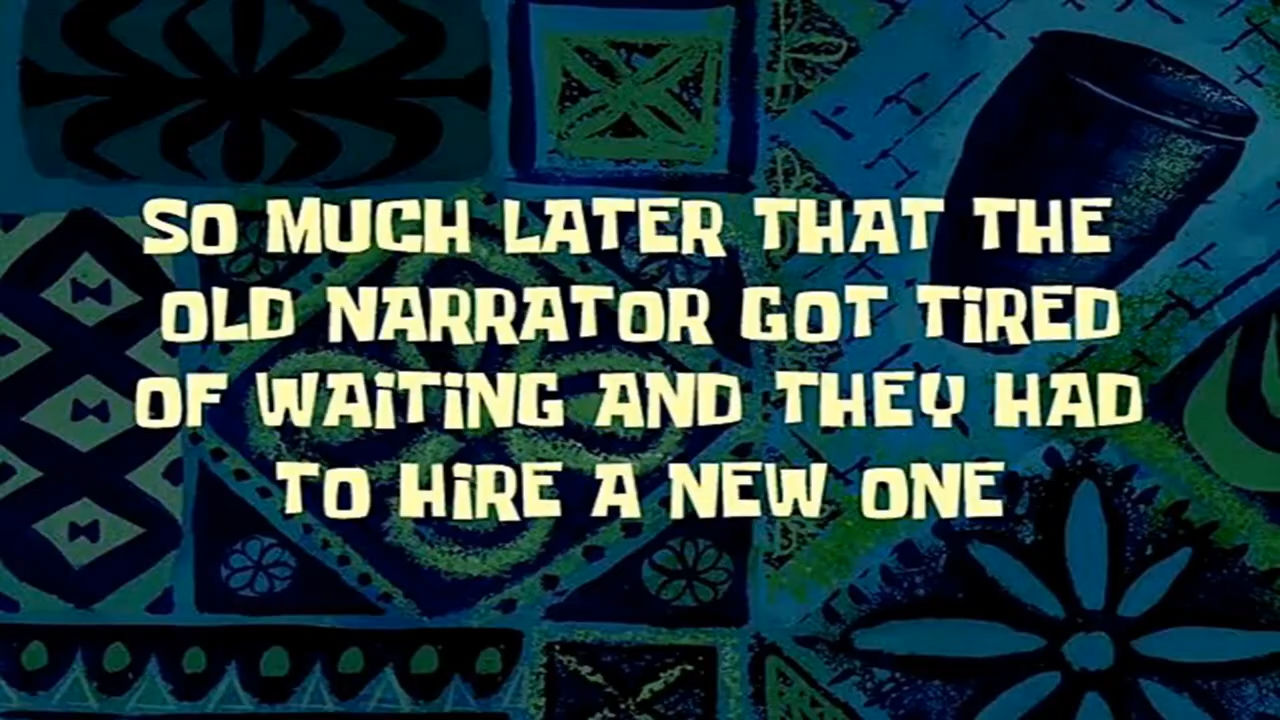 SO MUCH LATER THAT THE
OLD NARRATOR GOT TiRED
OF WAiTiNG AND THEY HAD
TO HiRE A NEW ONE